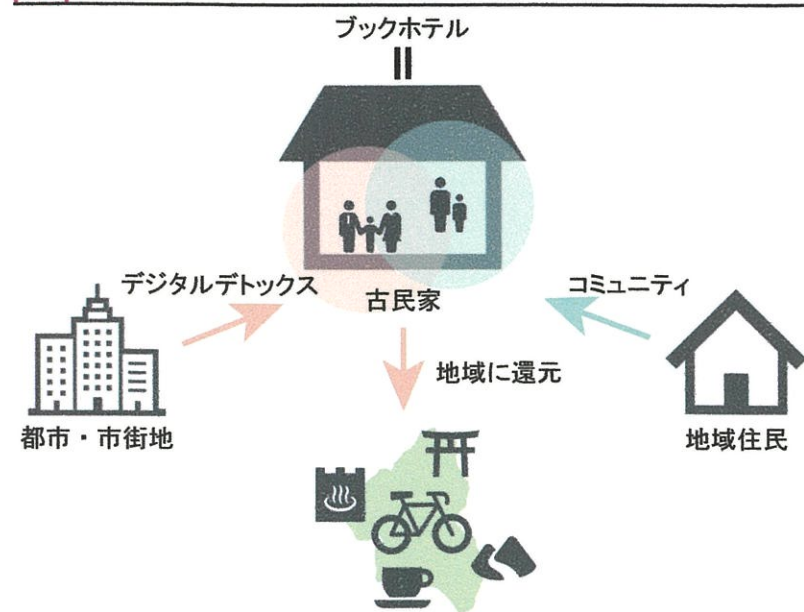 ブックホテル
デジタルデトックス
コミュニティ
古民家
地域に還元
都市・市街地
地域住民